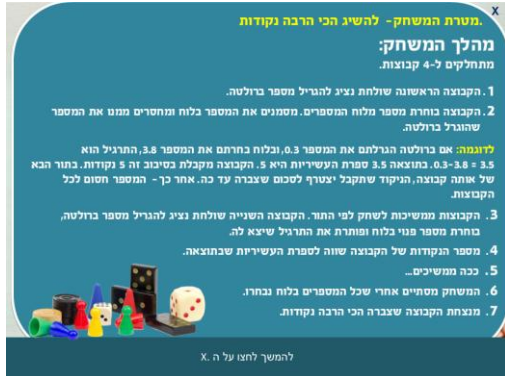 X
מטרת המשחק- להשיג הכי הרבה נקודות.
מהלך המשחק:
מתחלקים ל-4 קבוצות.
1. הקבוצה הראשונה שולחת נציג להגריל מספר ברולטה.
2. הקבוצה בוחרת מספר מלוח המספרים. מסמנים את המספר בלוח ומחסרים ממנו את המספר
שהוגרל ברולטה.
לדוגמה: אם ברולטה הגרלתם את המספר 0.3, ובלוח בחרתם את המספר 3.8, התרגיל הוא
3.5 = 0.3-3.8. בתוצאה 3.5 ספרת העשיריות היא 5. הקבוצה מקבלת בסיבוב זה 5 נקודות. בתור הבא
של אותה קבוצה, הניקוד שתקבל יצטרף לסכום שצברה עד כה. אחר כך - המספר חסום לכל
הקבוצות.
3. הקבוצות ממשיכות לשחק לפי התור. הקבוצה השנייה שולחת נציג להגריל מספר ברולטה,
בוחרת מספר פנוי בלוח ופותרת את התרגיל שיצא לה.
4. מספר הנקודות של הקבוצה שווה לספרת העשיריות שבתוצאה.
5. ככה ממשיכים...
6. המשחק מסתיים אחרי שכל המספרים בלוח נבחרו.
7. מנצחת הקבוצה שצברה הכי הרבה נקודות.
להמשך לחצו על ה X.